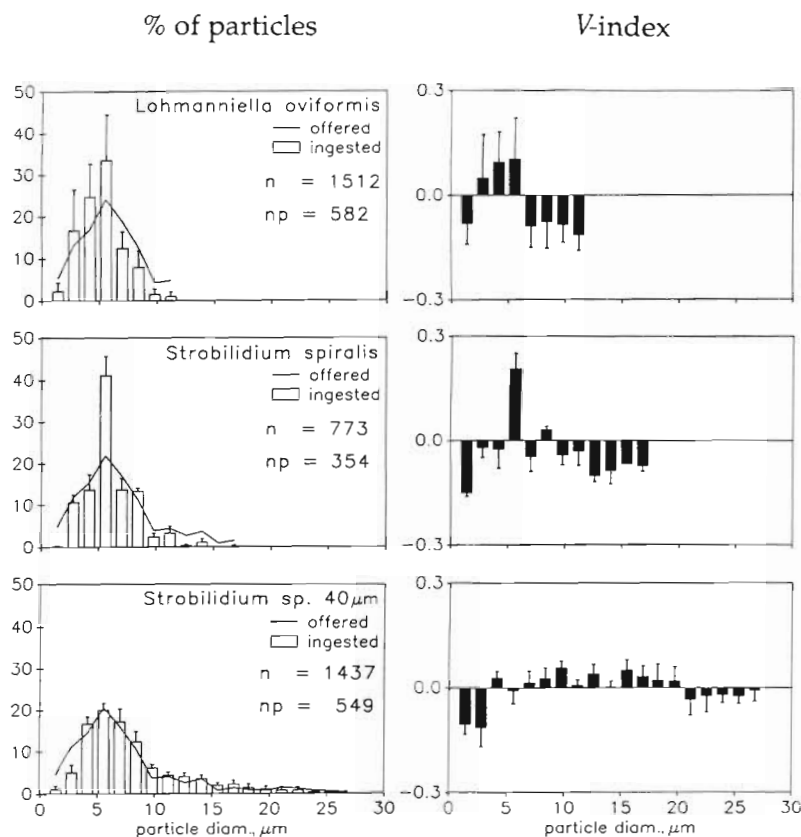 % of particles V-index
50
40
30
20
10
0
Lohmanniella oviformis
offered
ingested
n = 1512
np = 582
0.3
0.0
−0.3
50
40
30
20
10
0
Strobilidium spiralis
offered
ingested
n = 773
np = 354
0.3
0.0
−0.3
50
40
30
20
10
0
Strobilidium sp. 40μm
offered
ingested
n = 1437
np = 549
0 5 10 15 20 25 30
particle diam., μm
0.3
0.0
−0.3
0 5 10 15 20 25 30
particle diam., μm